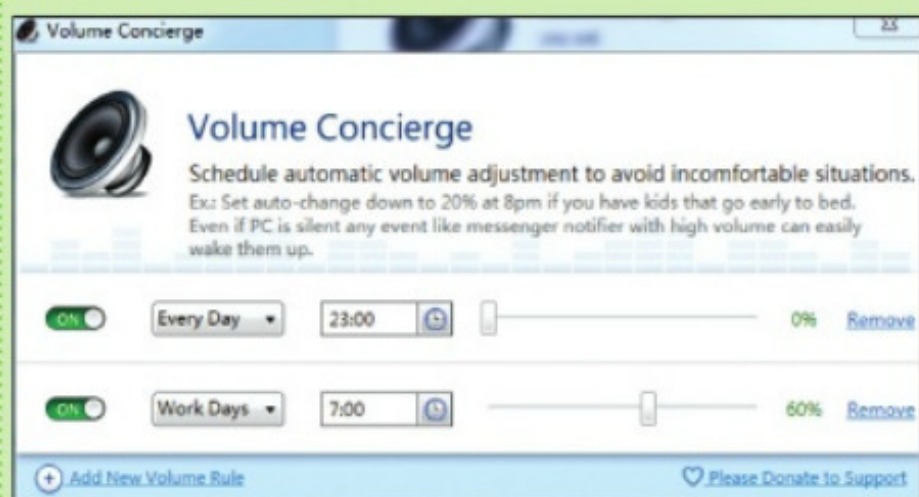 Volume Concierge
Volume Concierge
Schedule automatic volume adjustment to avoid incomfortable situations.
Ex.: Set auto-change down to 20% at 8pm if you have kids that go early to bed.
Even if PC is silent any event like messenger notifier with high volume can easily
wake them up.
ON Every Day 23:00 0% Remove
ON Work Days 7:00 60% Remove
Add New Volume Rule Please Donate to Support